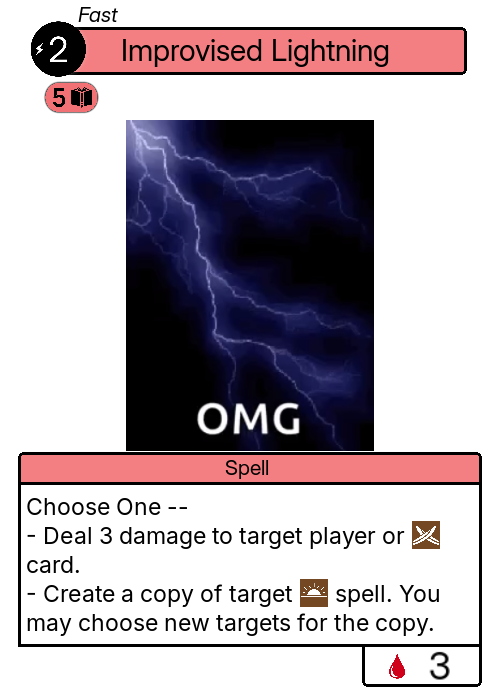 Fast
2
Improvised Lightning
5
OMG
Spell
Choose One --
- Deal 3 damage to target player or
card.
- Create a copy of target spell. You
may choose new targets for the copy.
3